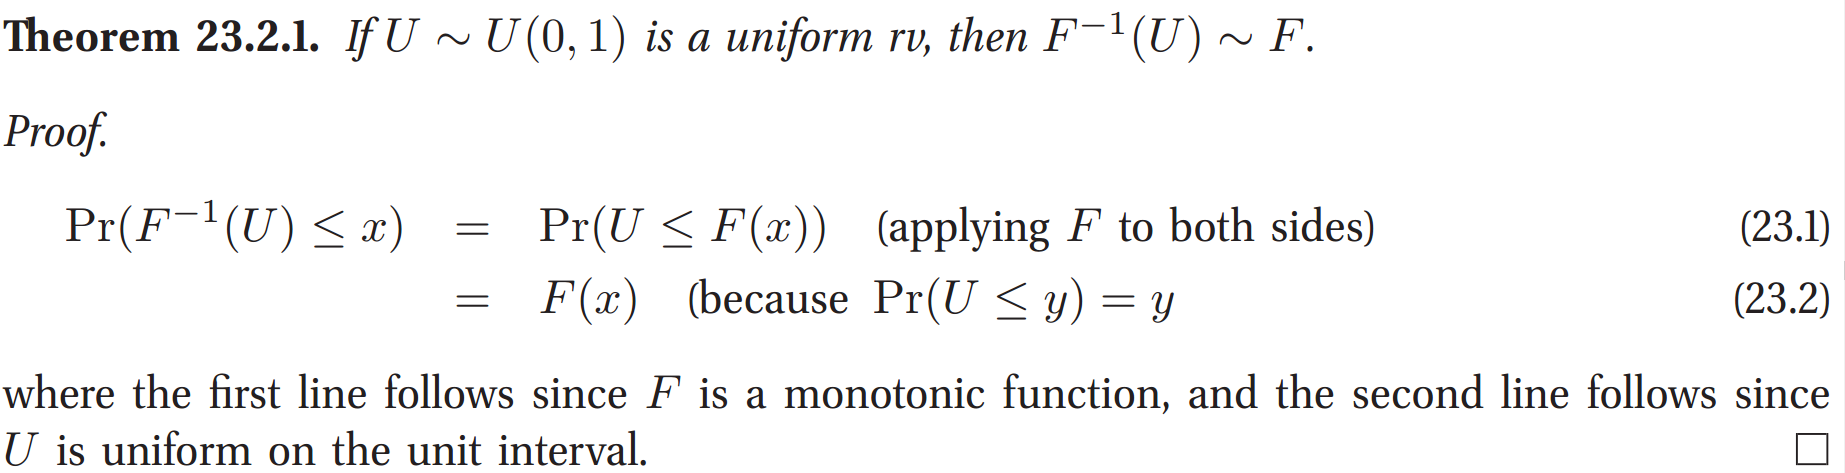 Theorem 23.2.1. If U ∼ U(0, 1) is a uniform rv, then F⁻¹(U) ∼ F.
Proof.
Pr(F⁻¹(U) ≤ x) = Pr(U ≤ F(x)) (applying F to both sides) (23.1)
= F(x) (because Pr(U ≤ y) = y (23.2)
where the first line follows since F is a monotonic function, and the second line follows since
U is uniform on the unit interval. □